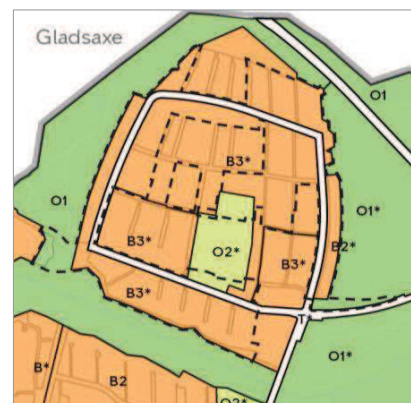 Gladsaxe
O1
B3*
O1
O1*
B3*
O2*
B3*
B2*
B3*
T
O1*
B*
B2
O2*